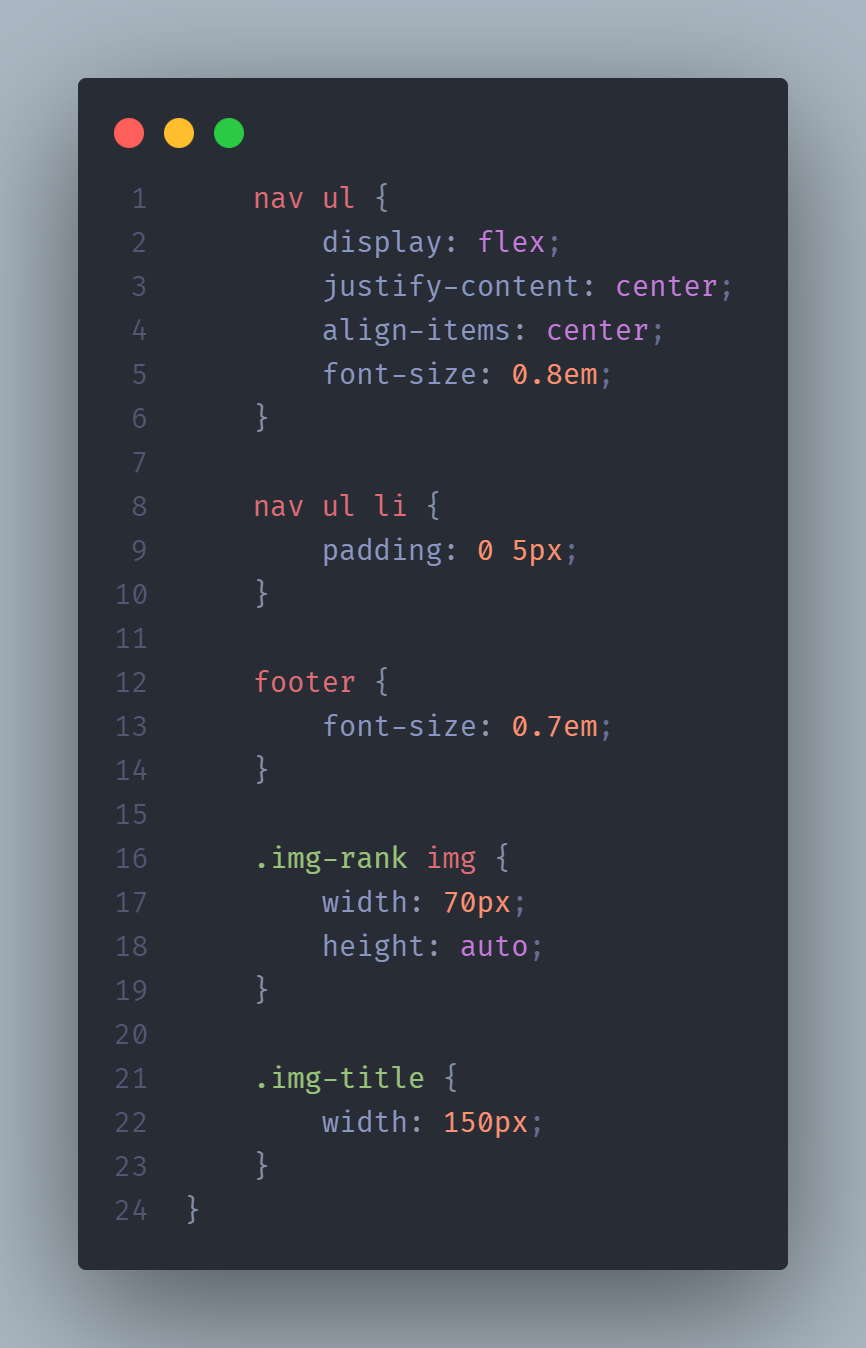 1     nav ul {
2         display: flex;
3         justify-content: center;
4         align-items: center;
5         font-size: 0.8em;
6     }
7
8     nav ul li {
9         padding: 0 5px;
10     }
11
12     footer {
13         font-size: 0.7em;
14     }
15
16     .img-rank img {
17         width: 70px;
18         height: auto;
19     }
20
21     .img-title {
22         width: 150px;
23     }
24 }